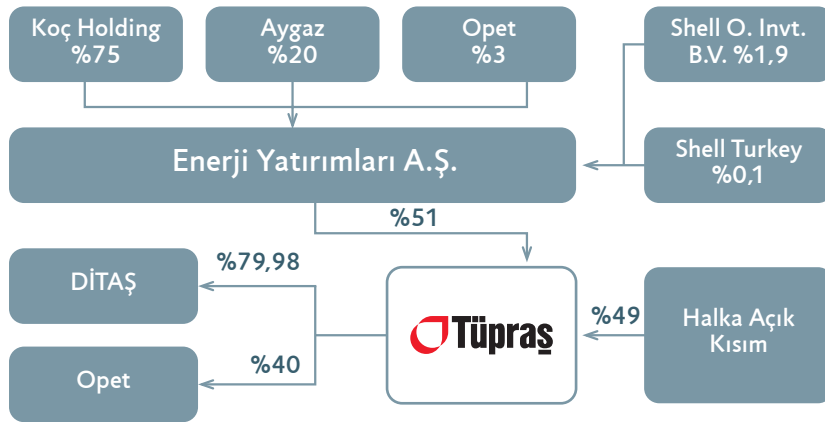 Koç Holding
%75
Aygaz
%20
Opet
%3
Shell O. Invt.
B.V. %1,9
Enerji Yatırımları A.Ş.
Shell Turkey
%0,1
%51
DİTAŞ
%79,98
Tüpraş
%49
Halka Açık
Kısım
Opet
%40